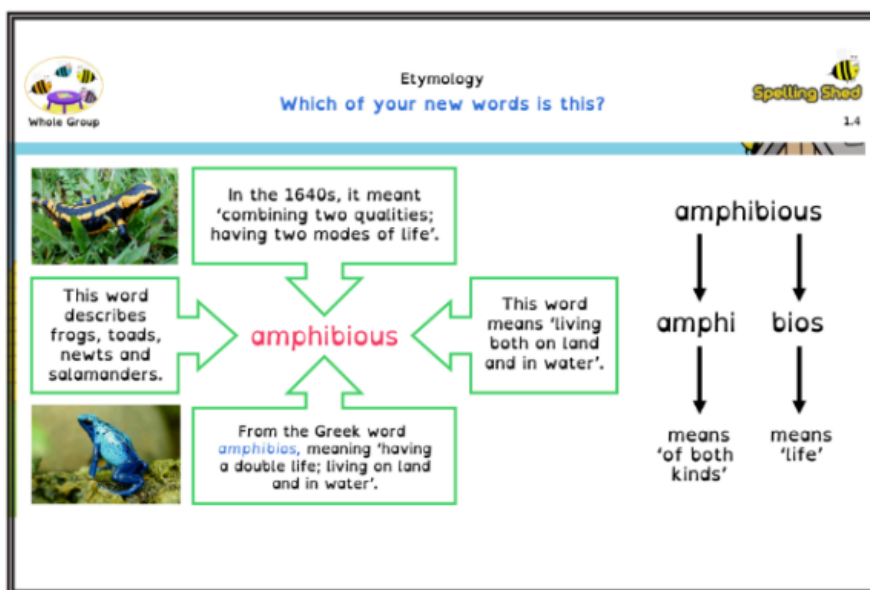 Etymology
Which of your new words is this?
Whole Group
Spelling Shed
1.4
In the 1640s, it meant
‘combining two qualities;
having two modes of life’.
This word
describes
frogs, toads,
newts and
salamanders.
amphibious
This word
means ‘living
both on land
and in water’.
From the Greek word
amphibios, meaning ‘having
a double life; living on land
and in water’.
amphibious
amphi bios
means means
‘of both ‘life’
kinds’